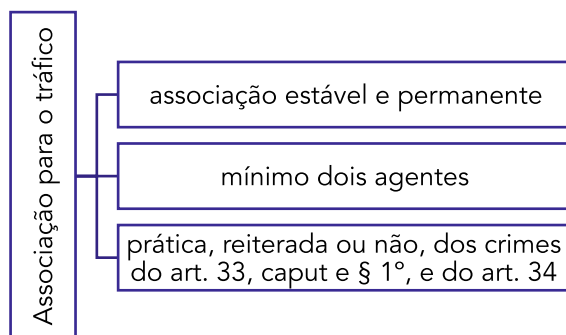 Associação para o tráfico
associação estável e permanente
mínimo dois agentes
prática, reiterada ou não, dos crimes
do art. 33, caput e § 1º, e do art. 34